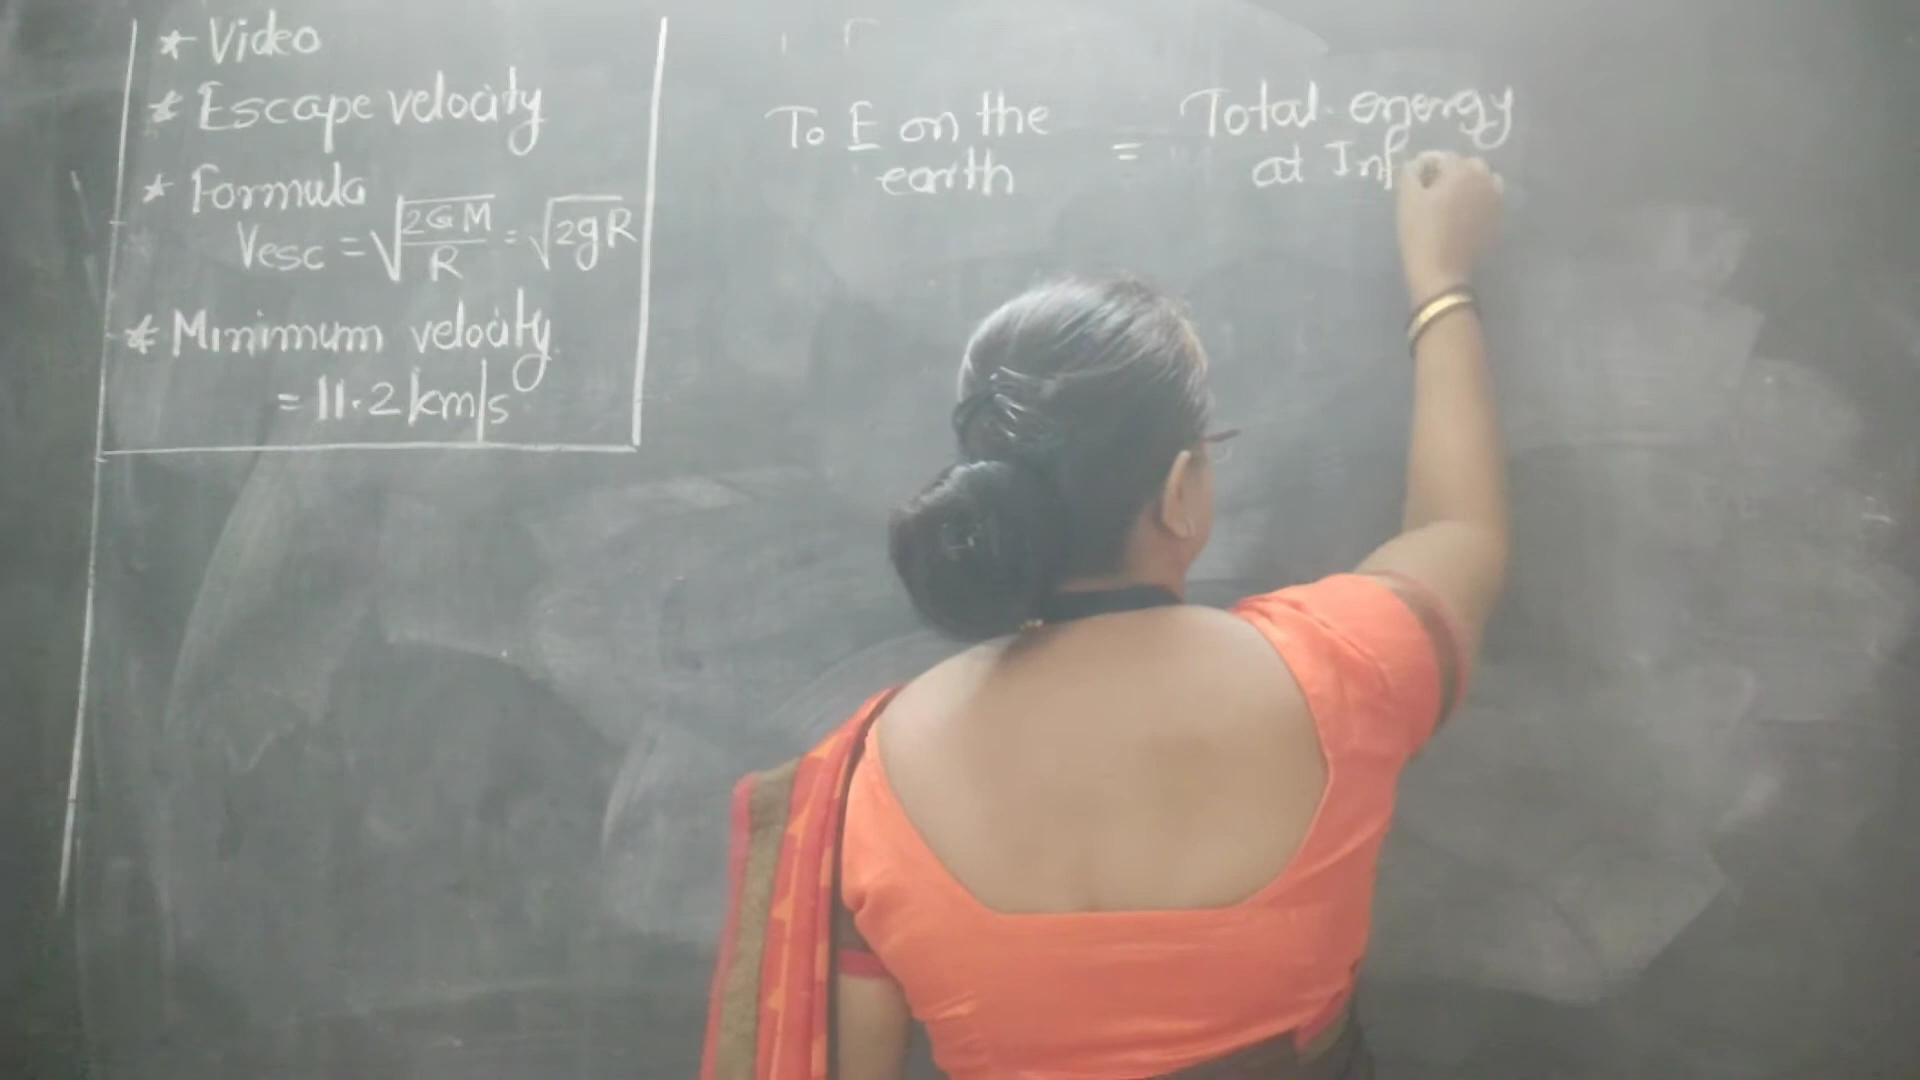 * Video
* Escape velocity
* Formula
Vesc = √2GM/R = √2gR
* Minimum velocity
= 11.2 km/s
To E on the
earth
=
Total energy
at Inf